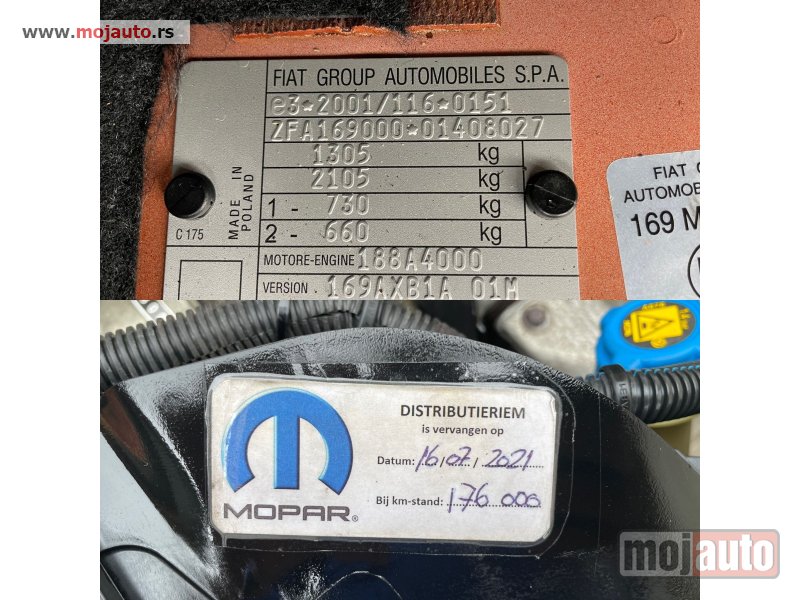 www.mojauto.rs
FIAT GROUP AUTOMOBILES S.P.A.
e3*2001/116*0151
ZFA169000*01408027
1305 kg
2105 kg
1 - 730 kg
2 - 660 kg
MADE IN
POLAND
C 175
MOTORE-ENGINE 188A4000
VERSION 169AXB1A 01M
FIAT G
AUTOMOB
169 M
DISTRIBUTIERIEM
is vervangen op
Datum: 16/07/2021
Bij km-stand: 176 000
MOPAR®
mojauto